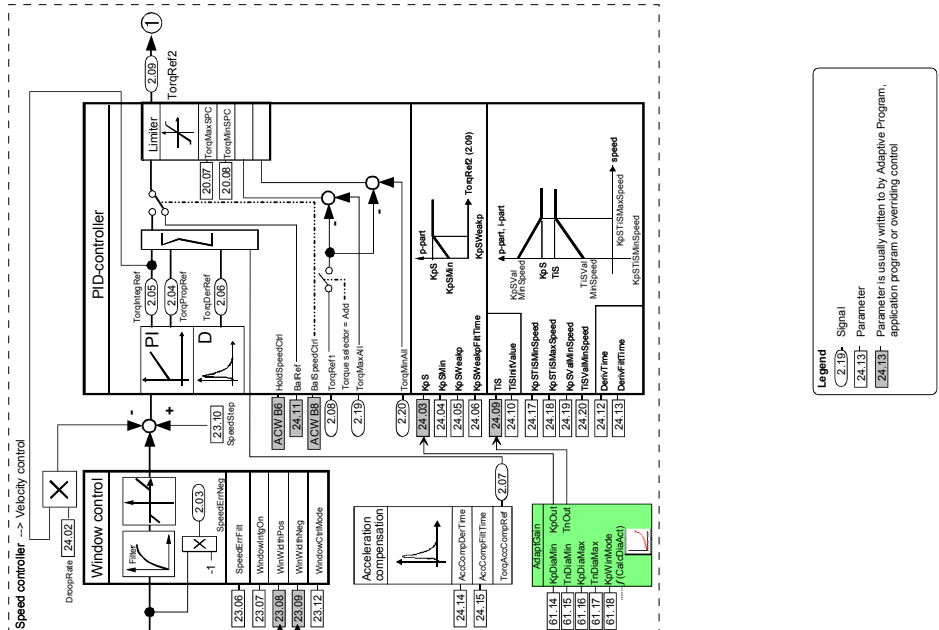 Speed controller --> Velocity control
24.02
DroopRate
Window control
Filter
2.03
SpeedErrNeg
-1
23.06
SpeedErrFilt
23.07
WindowIntgOn
23.08
WinWidthPos
23.09
WinWidthNeg
23.12
WindowCtrlMode
-
+
23.10
SpeedStep
PID-controller
PI
D
TorqIntegRef
2.05
2.04
TorqPropRef
TorqDerRef
2.06
Limiter
20.07
TorqMaxSPC
20.08
TorqMinSPC
2.09
TorqRef2
1
ACW B6
HoldSpeedCtrl
24.11
BalRef
ACW B8
BalSpeedCtrl
2.08
TorqRef1
Torque selector = Add
2.19
TorqMaxAll
2.20
TorqMinAll
-
-
24.03
KpS
24.04
KpSMin
24.05
KpSWeakp
24.06
KpSWeakpFiltTime
p-part
KpS
KpSMin
KpSWeakp
TorqRef2 (2.09)
24.09
TiS
24.10
TiSInitValue
24.17
KpSTiSMinSpeed
24.18
KpSTiSMaxSpeed
24.19
KpSValMinSpeed
24.20
TiSValMinSpeed
24.12
DerivTime
24.13
DerivFiltTime
p-part, i-part
KpSVal
MinSpeed
KpS
TiS
TiSVal
MinSpeed
KpSTiSMinSpeed
KpSTiSMaxSpeed
speed
Acceleration
compensation
24.14
AccCompDerTime
24.15
AccCompFiltTime
TorqAccCompRef
2.07
AdaptGain
61.14
KpDiaMin
KpOut
61.15
TnDiaMin
TnOut
61.16
KpDiaMax
61.17
TnDiaMax
61.18
KpWinMode
f(CalcDiaAct)
Legend
2.19
Signal
24.13
Parameter
24.13
Parameter is usually written to by Adaptive Program,
application program or overriding control